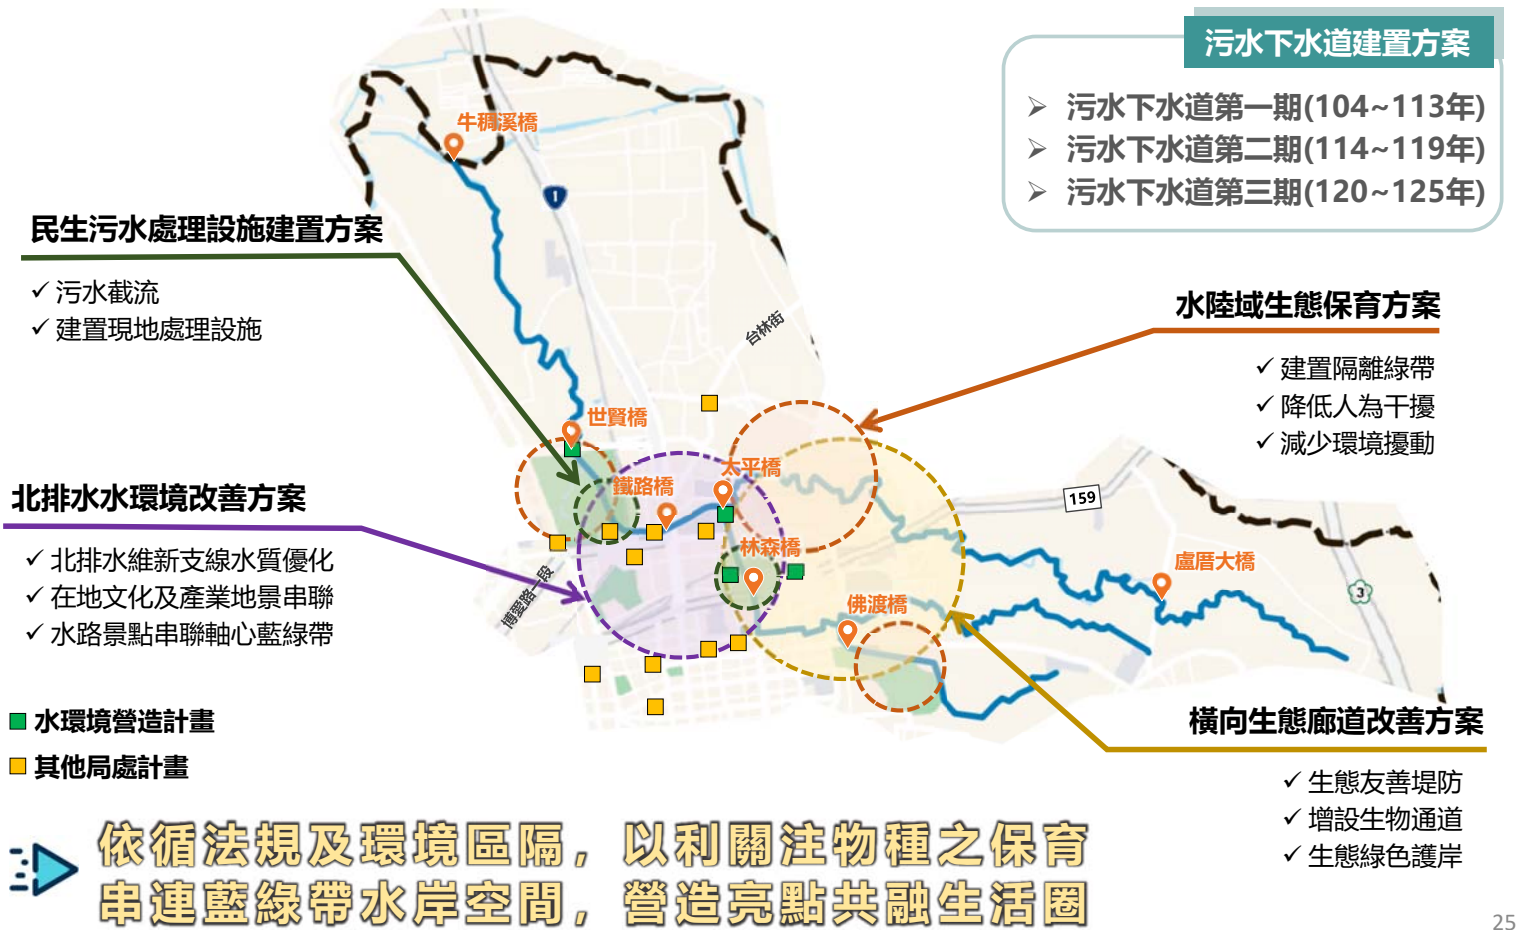 污水下水道建置方案
➢ 污水下水道第一期(104~113年)
➢ 污水下水道第二期(114~119年)
➢ 污水下水道第三期(120~125年)
牛稠溪橋
1
民生污水處理設施建置方案
✓ 污水截流
✓ 建置現地處理設施
台林街
水陸域生態保育方案
✓ 建置隔離綠帶
✓ 降低人為干擾
✓ 減少環境擾動
世賢橋
太平橋
鐵路橋
北排水水環境改善方案
✓ 北排水維新支線水質優化
✓ 在地文化及產業地景串聯
✓ 水路景點串聯軸心藍綠帶
159
林森橋
盧厝大橋
3
博愛路一段
佛渡橋
橫向生態廊道改善方案
✓ 生態友善堤防
✓ 增設生物通道
✓ 生態綠色護岸
水環境營造計畫
其他局處計畫
依循法規及環境區隔，以利關注物種之保育
串連藍綠帶水岸空間，營造亮點共融生活圈
25